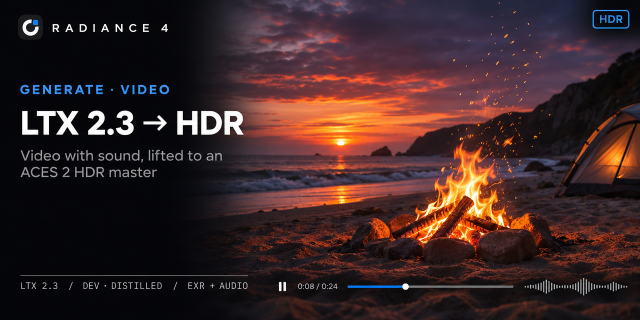 RADIANCE 4
HDR
GENERATE · VIDEO
LTX 2.3 → HDR
Video with sound, lifted to an
ACES 2 HDR master
LTX 2.3 / DEV · DISTILLED / EXR + AUDIO
0:08 / 0:24